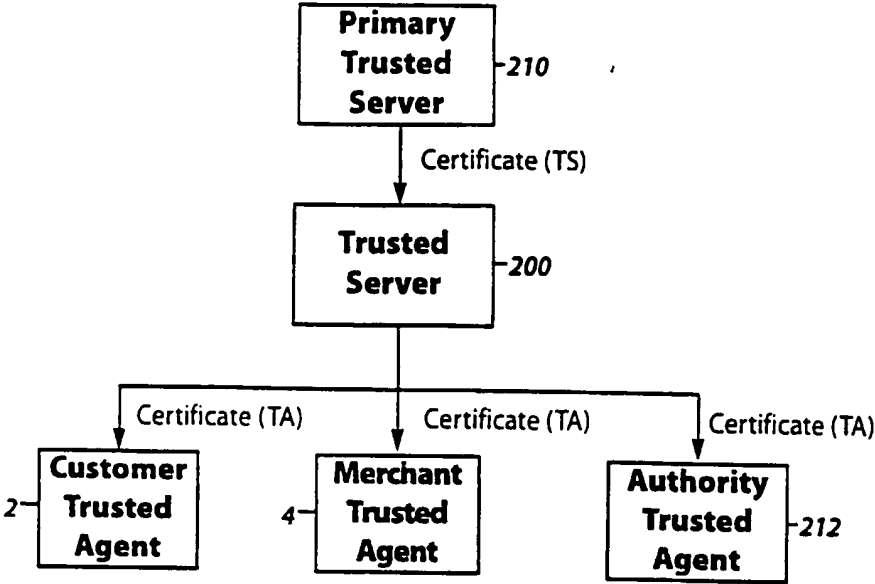 Primary
Trusted
Server
210
Certificate (TS)
Trusted
Server
200
Certificate (TA)
Certificate (TA)
Certificate (TA)
Customer
Trusted
Agent
2
Merchant
Trusted
Agent
4
Authority
Trusted
Agent
212